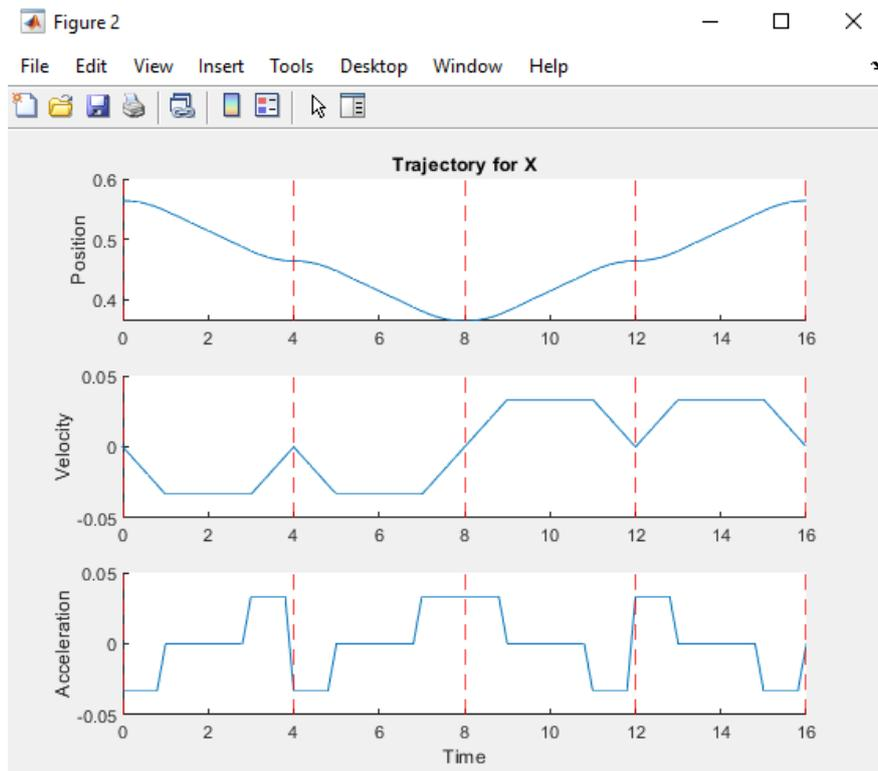 Figure 2
File Edit View Insert Tools Desktop Window Help
Trajectory for X
Position
0.6
0.5
0.4
0 2 4 6 8 10 12 14 16
Velocity
0.05
0
-0.05
0 2 4 6 8 10 12 14 16
Acceleration
0.05
0
-0.05
0 2 4 6 8 10 12 14 16
Time